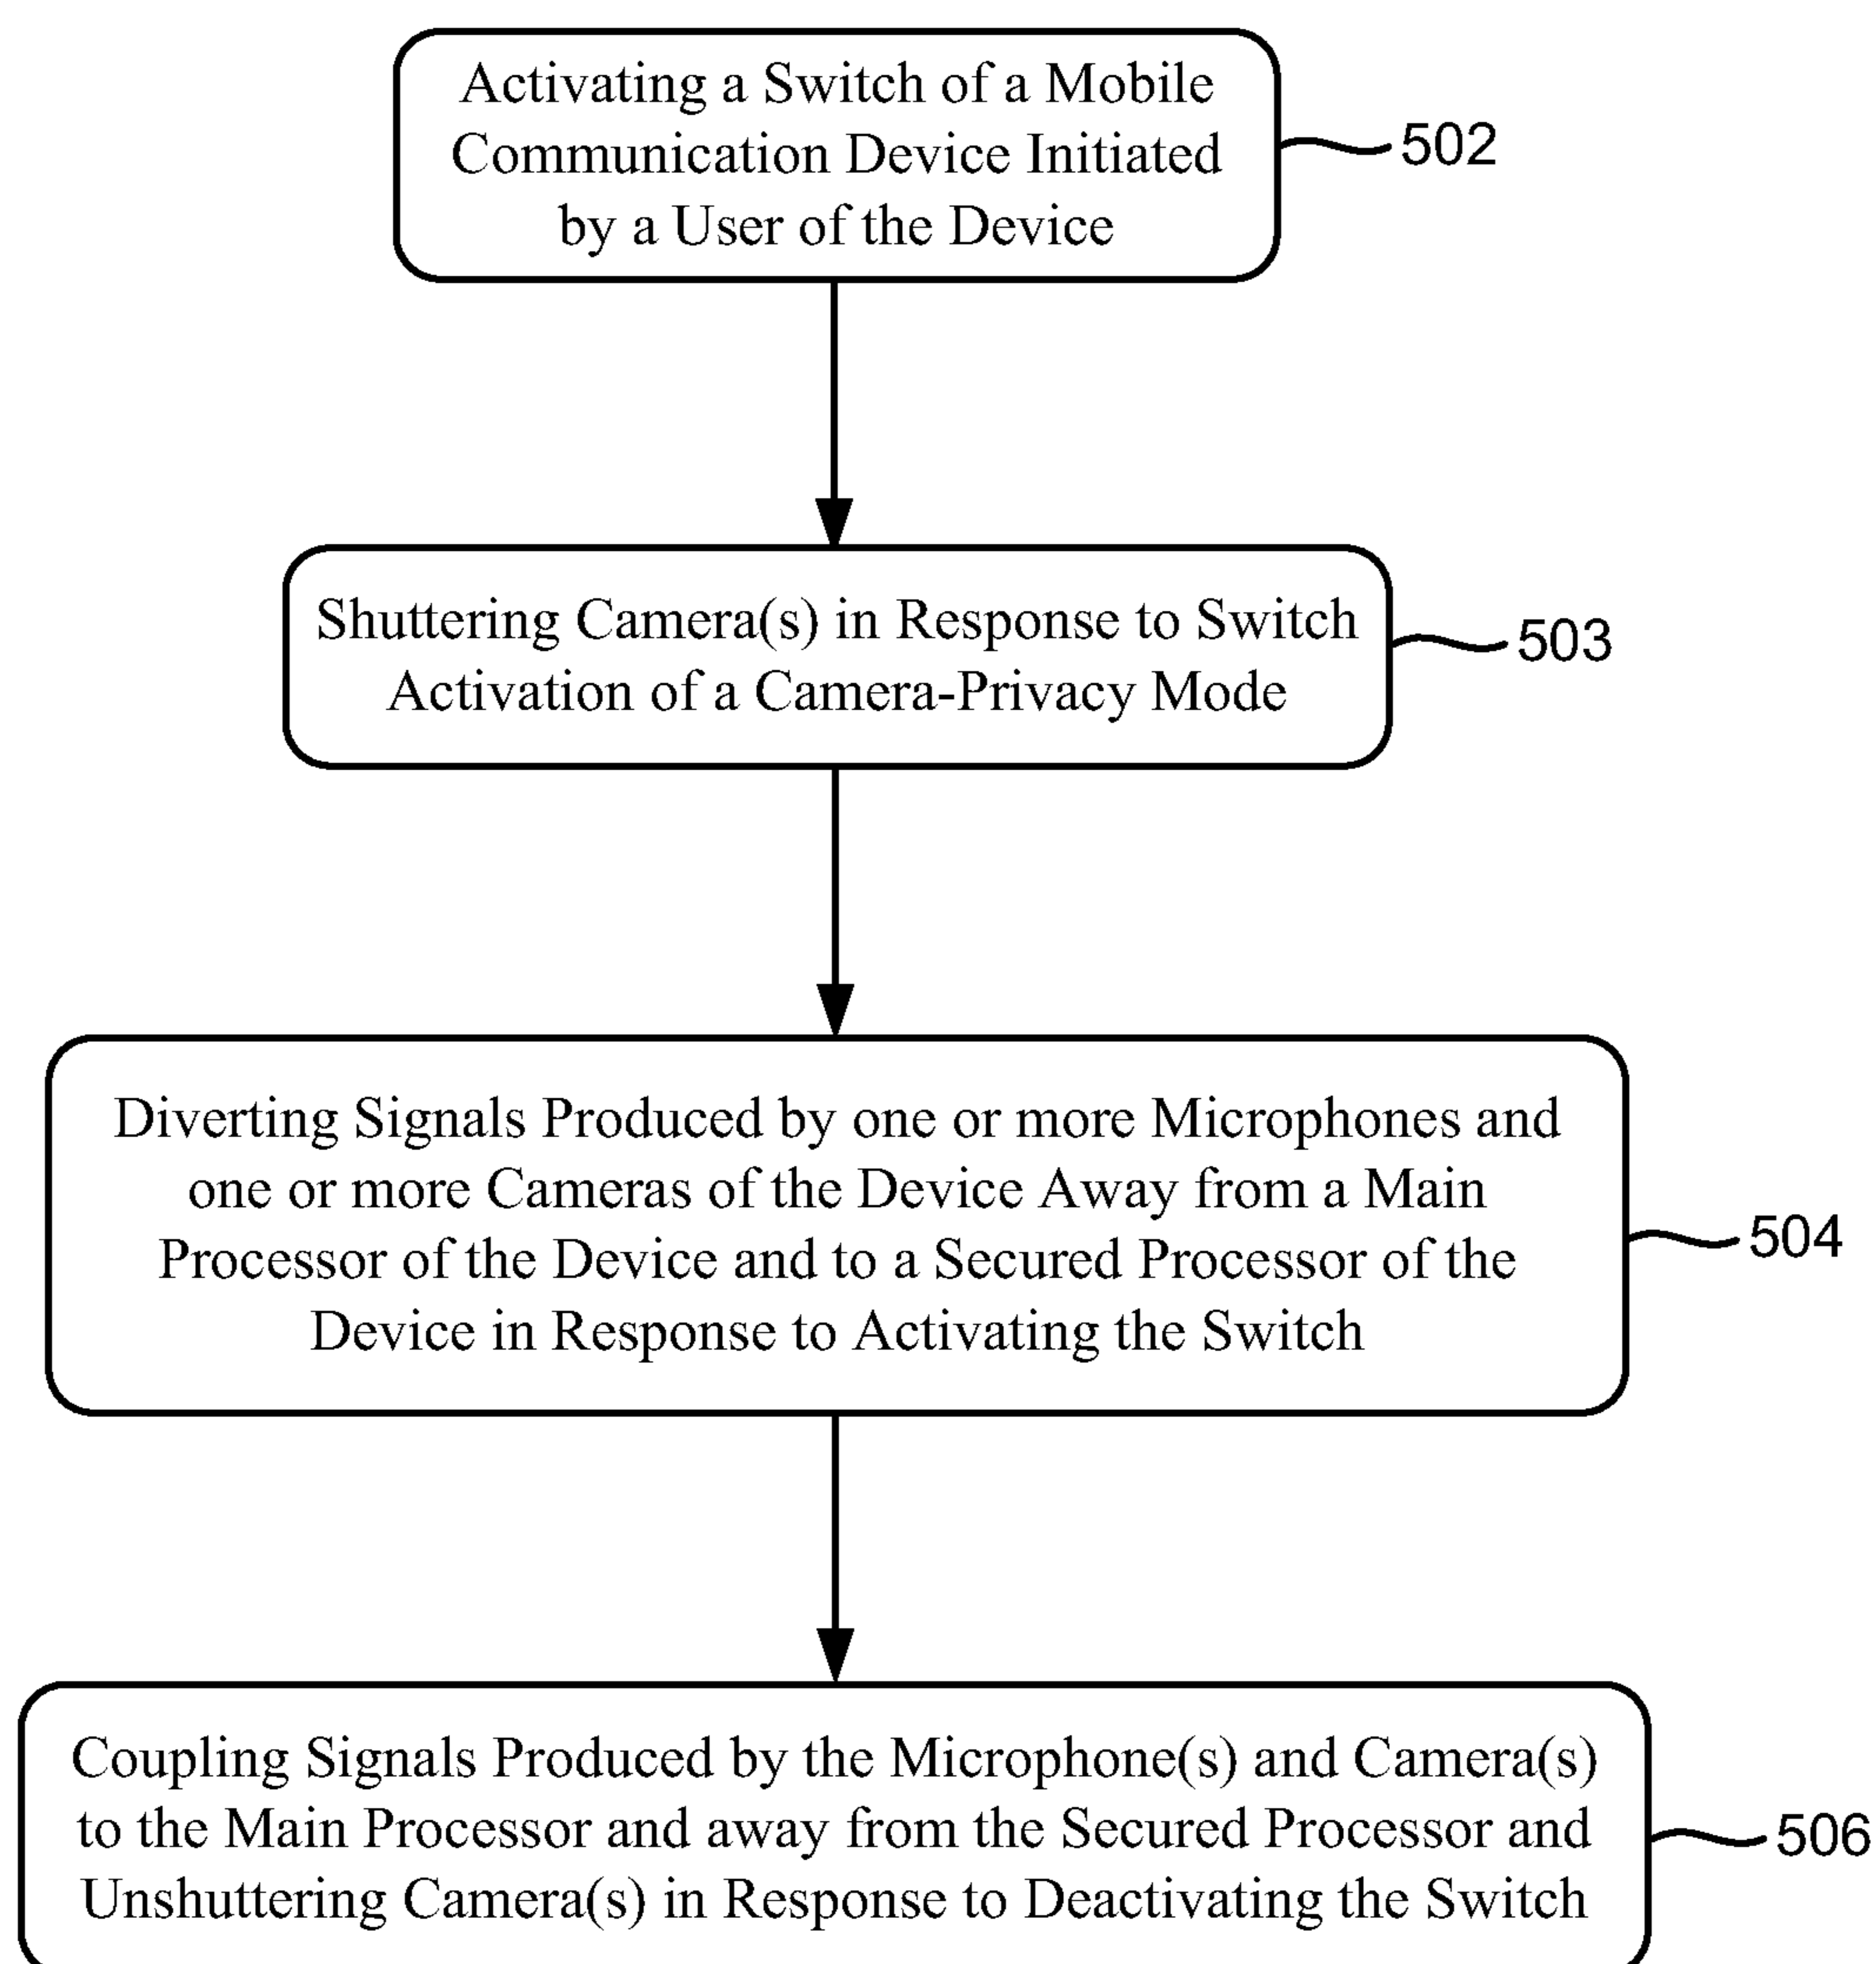 Activating a Switch of a Mobile
Communication Device Initiated
by a User of the Device
502
Shuttering Camera(s) in Response to Switch
Activation of a Camera-Privacy Mode
503
Diverting Signals Produced by one or more Microphones and
one or more Cameras of the Device Away from a Main
Processor of the Device and to a Secured Processor of the
Device in Response to Activating the Switch
504
Coupling Signals Produced by the Microphone(s) and Camera(s)
to the Main Processor and away from the Secured Processor and
Unshuttering Camera(s) in Response to Deactivating the Switch
506